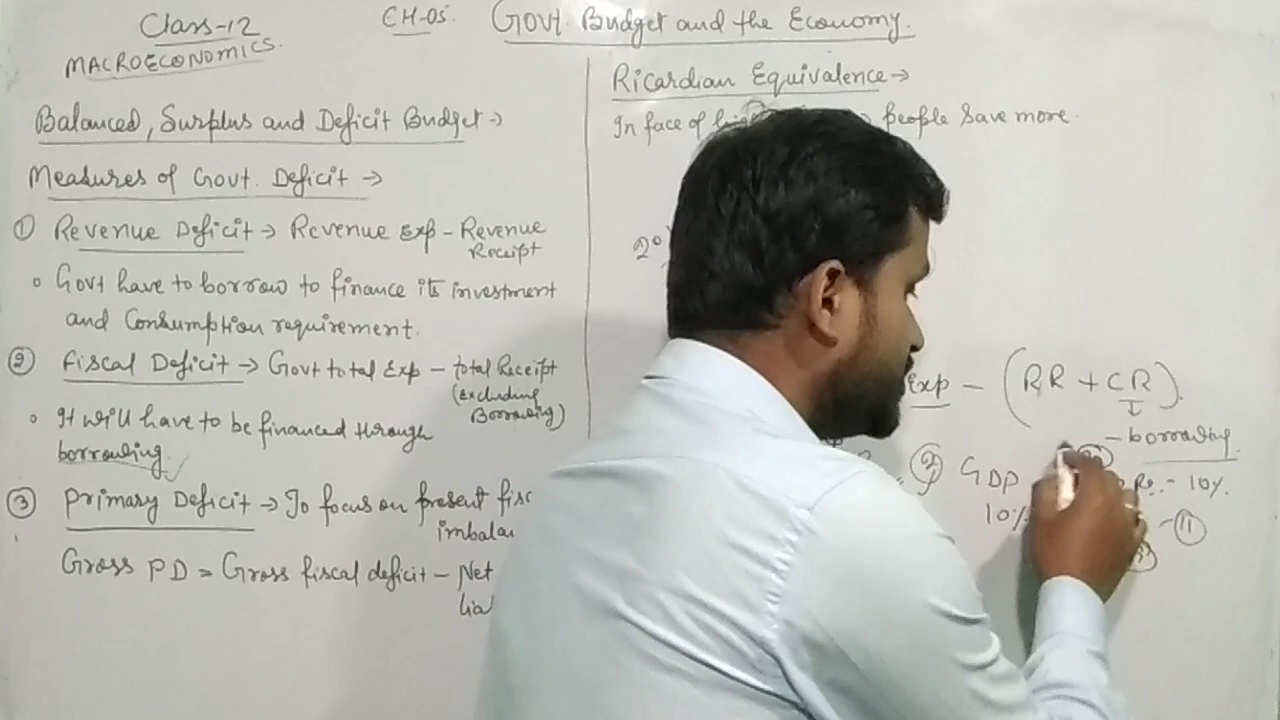 Class-12
MACROECONOMICS.
CH-05.
Govt. Budget and the Economy.
Balanced, Surplus and Deficit Budget →
Measures of Govt. Deficit →
① Revenue Deficit → Revenue Exp - Revenue
Receipt
Govt have to borrow to finance its investment
and Consumption requirement.
② Fiscal Deficit → Govt total Exp - total Receipt
(excluding
Borrowing)
It will have to be financed through
borrowing.
③ Primary Deficit → To focus on present
Gross PD = Gross fiscal deficit - Net
Ricardian Equivalence →
In face of people Save more.
Exp - (RR + CR).
- borrowing
GDP
10%
- 10%.
- ⑪